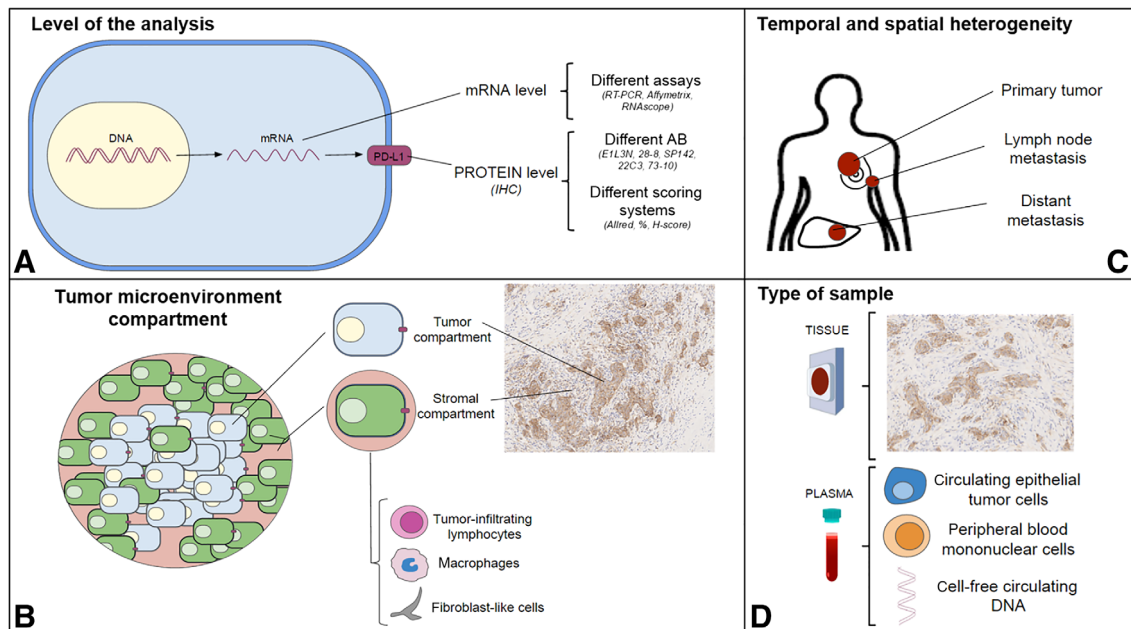 Level of the analysis
DNA
mRNA
PD-L1
mRNA level
PROTEIN level
(IHC)
Different assays
(RT-PCR, Affymetrix,
RNAscope)
Different AB
(E1L3N, 28-8, SP142,
22C3, 73-10)
Different scoring
systems
(Allred, %, H-score)
A
Temporal and spatial heterogeneity
Primary tumor
Lymph node
metastasis
Distant
metastasis
C
Tumor microenvironment
compartment
Tumor
compartment
Stromal
compartment
Tumor-infiltrating
lymphocytes
Macrophages
Fibroblast-like cells
B
Type of sample
TISSUE
PLASMA
Circulating epithelial
tumor cells
Peripheral blood
mononuclear cells
Cell-free circulating
DNA
D